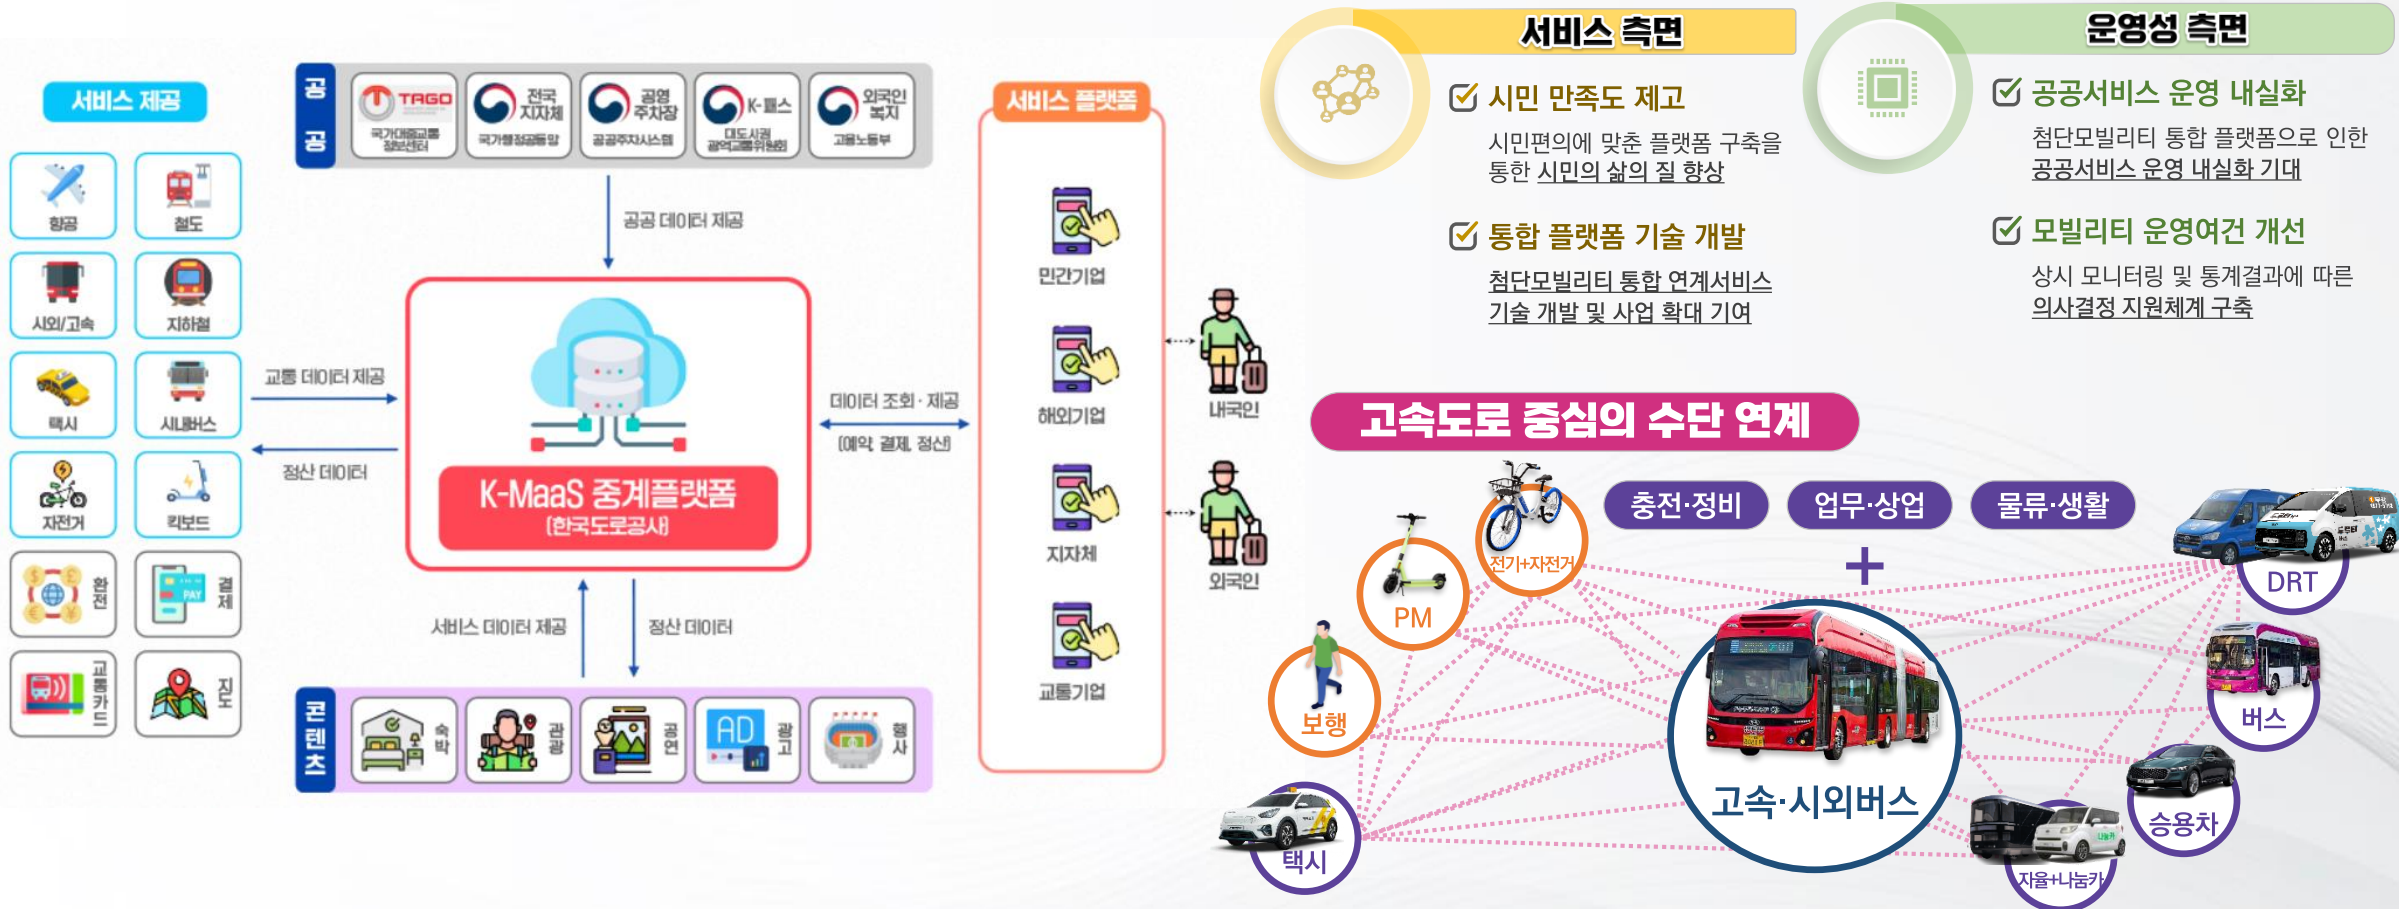 서비스 제공
항공
철도
시외/고속
지하철
택시
시내버스
자전거
킥보드
환전
결제
교통카드
지도
공공
TAGO
국가대중교통
정보센터
전국
지자체
국가행정공동망
공영
주차장
공공주차시스템
K-패스
대도시권
광역교통위원회
외국인
복지
고용노동부
공공 데이터 제공
교통 데이터 제공
정산 데이터
K-MaaS 중계플랫폼
(한국도로공사)
데이터 조회·제공
(예약, 결제, 정산)
서비스 데이터 제공
정산 데이터
콘텐츠
숙박
관광
공연
AD
광고
행사
서비스 플랫폼
민간기업
해외기업
지자체
교통기업
내국인
외국인
서비스 측면
시민 만족도 제고
시민편의에 맞춘 플랫폼 구축을
통한 시민의 삶의 질 향상
통합 플랫폼 기술 개발
첨단모빌리티 통합 연계서비스
기술 개발 및 사업 확대 기여
운영성 측면
공공서비스 운영 내실화
첨단모빌리티 통합 플랫폼으로 인한
공공서비스 운영 내실화 기대
모빌리티 운영여건 개선
상시 모니터링 및 통계결과에 따른
의사결정 지원체계 구축
고속도로 중심의 수단 연계
충전·정비
업무·상업
물류·생활
+
전기+자전거
PM
보행
택시
고속·시외버스
DRT
버스
승용차
자율+나눔카
PAY
나눔카